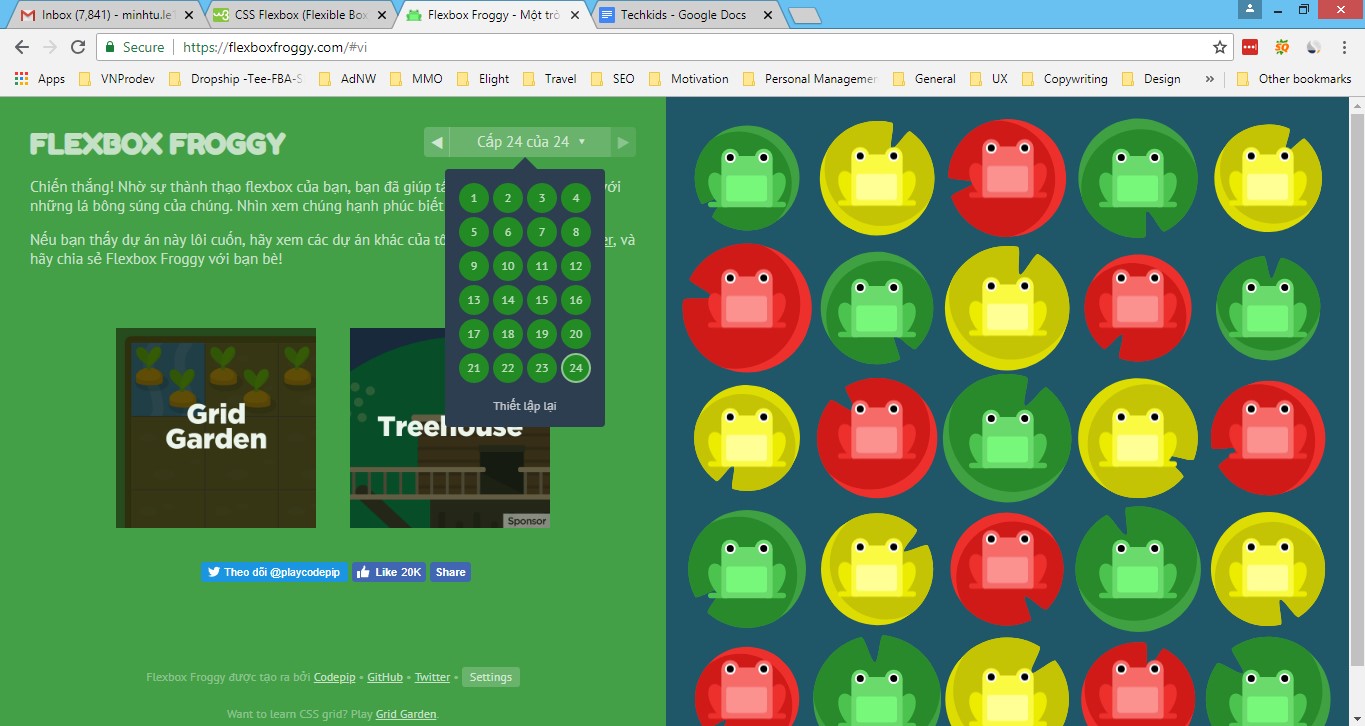 Inbox (7,841) - minhtu.le1
CSS Flexbox (Flexible Box
Flexbox Froggy - Một trò
Techkids - Google Docs
Secure
https://flexboxfroggy.com/#vi
Apps
VNProdev
Dropship -Tee-FBA-S
AdNW
MMO
Elight
Travel
SEO
Motivation
Personal Managemen
General
UX
Copywriting
Design
»
Other bookmarks
FLEXBOX FROGGY
◀ Cấp 24 của 24 ▼ ▶
Chiến thắng! Nhờ sự thành thạo flexbox của bạn, bạn đã giúp tấ với
những lá bông súng của chúng. Nhìn xem chúng hạnh phúc biết
Nếu bạn thấy dự án này lôi cuốn, hãy xem các dự án khác của tô er, và
hãy chia sẻ Flexbox Froggy với bạn bè!
1 2 3 4
5 6 7 8
9 10 11 12
13 14 15 16
17 18 19 20
21 22 23 24
Thiết lập lại
Grid
Garden
Treehouse
Sponsor
Theo dõi @playcodepip
Like 20K
Share
Flexbox Froggy được tạo ra bởi Codepip • GitHub • Twitter • Settings
Want to learn CSS grid? Play Grid Garden.